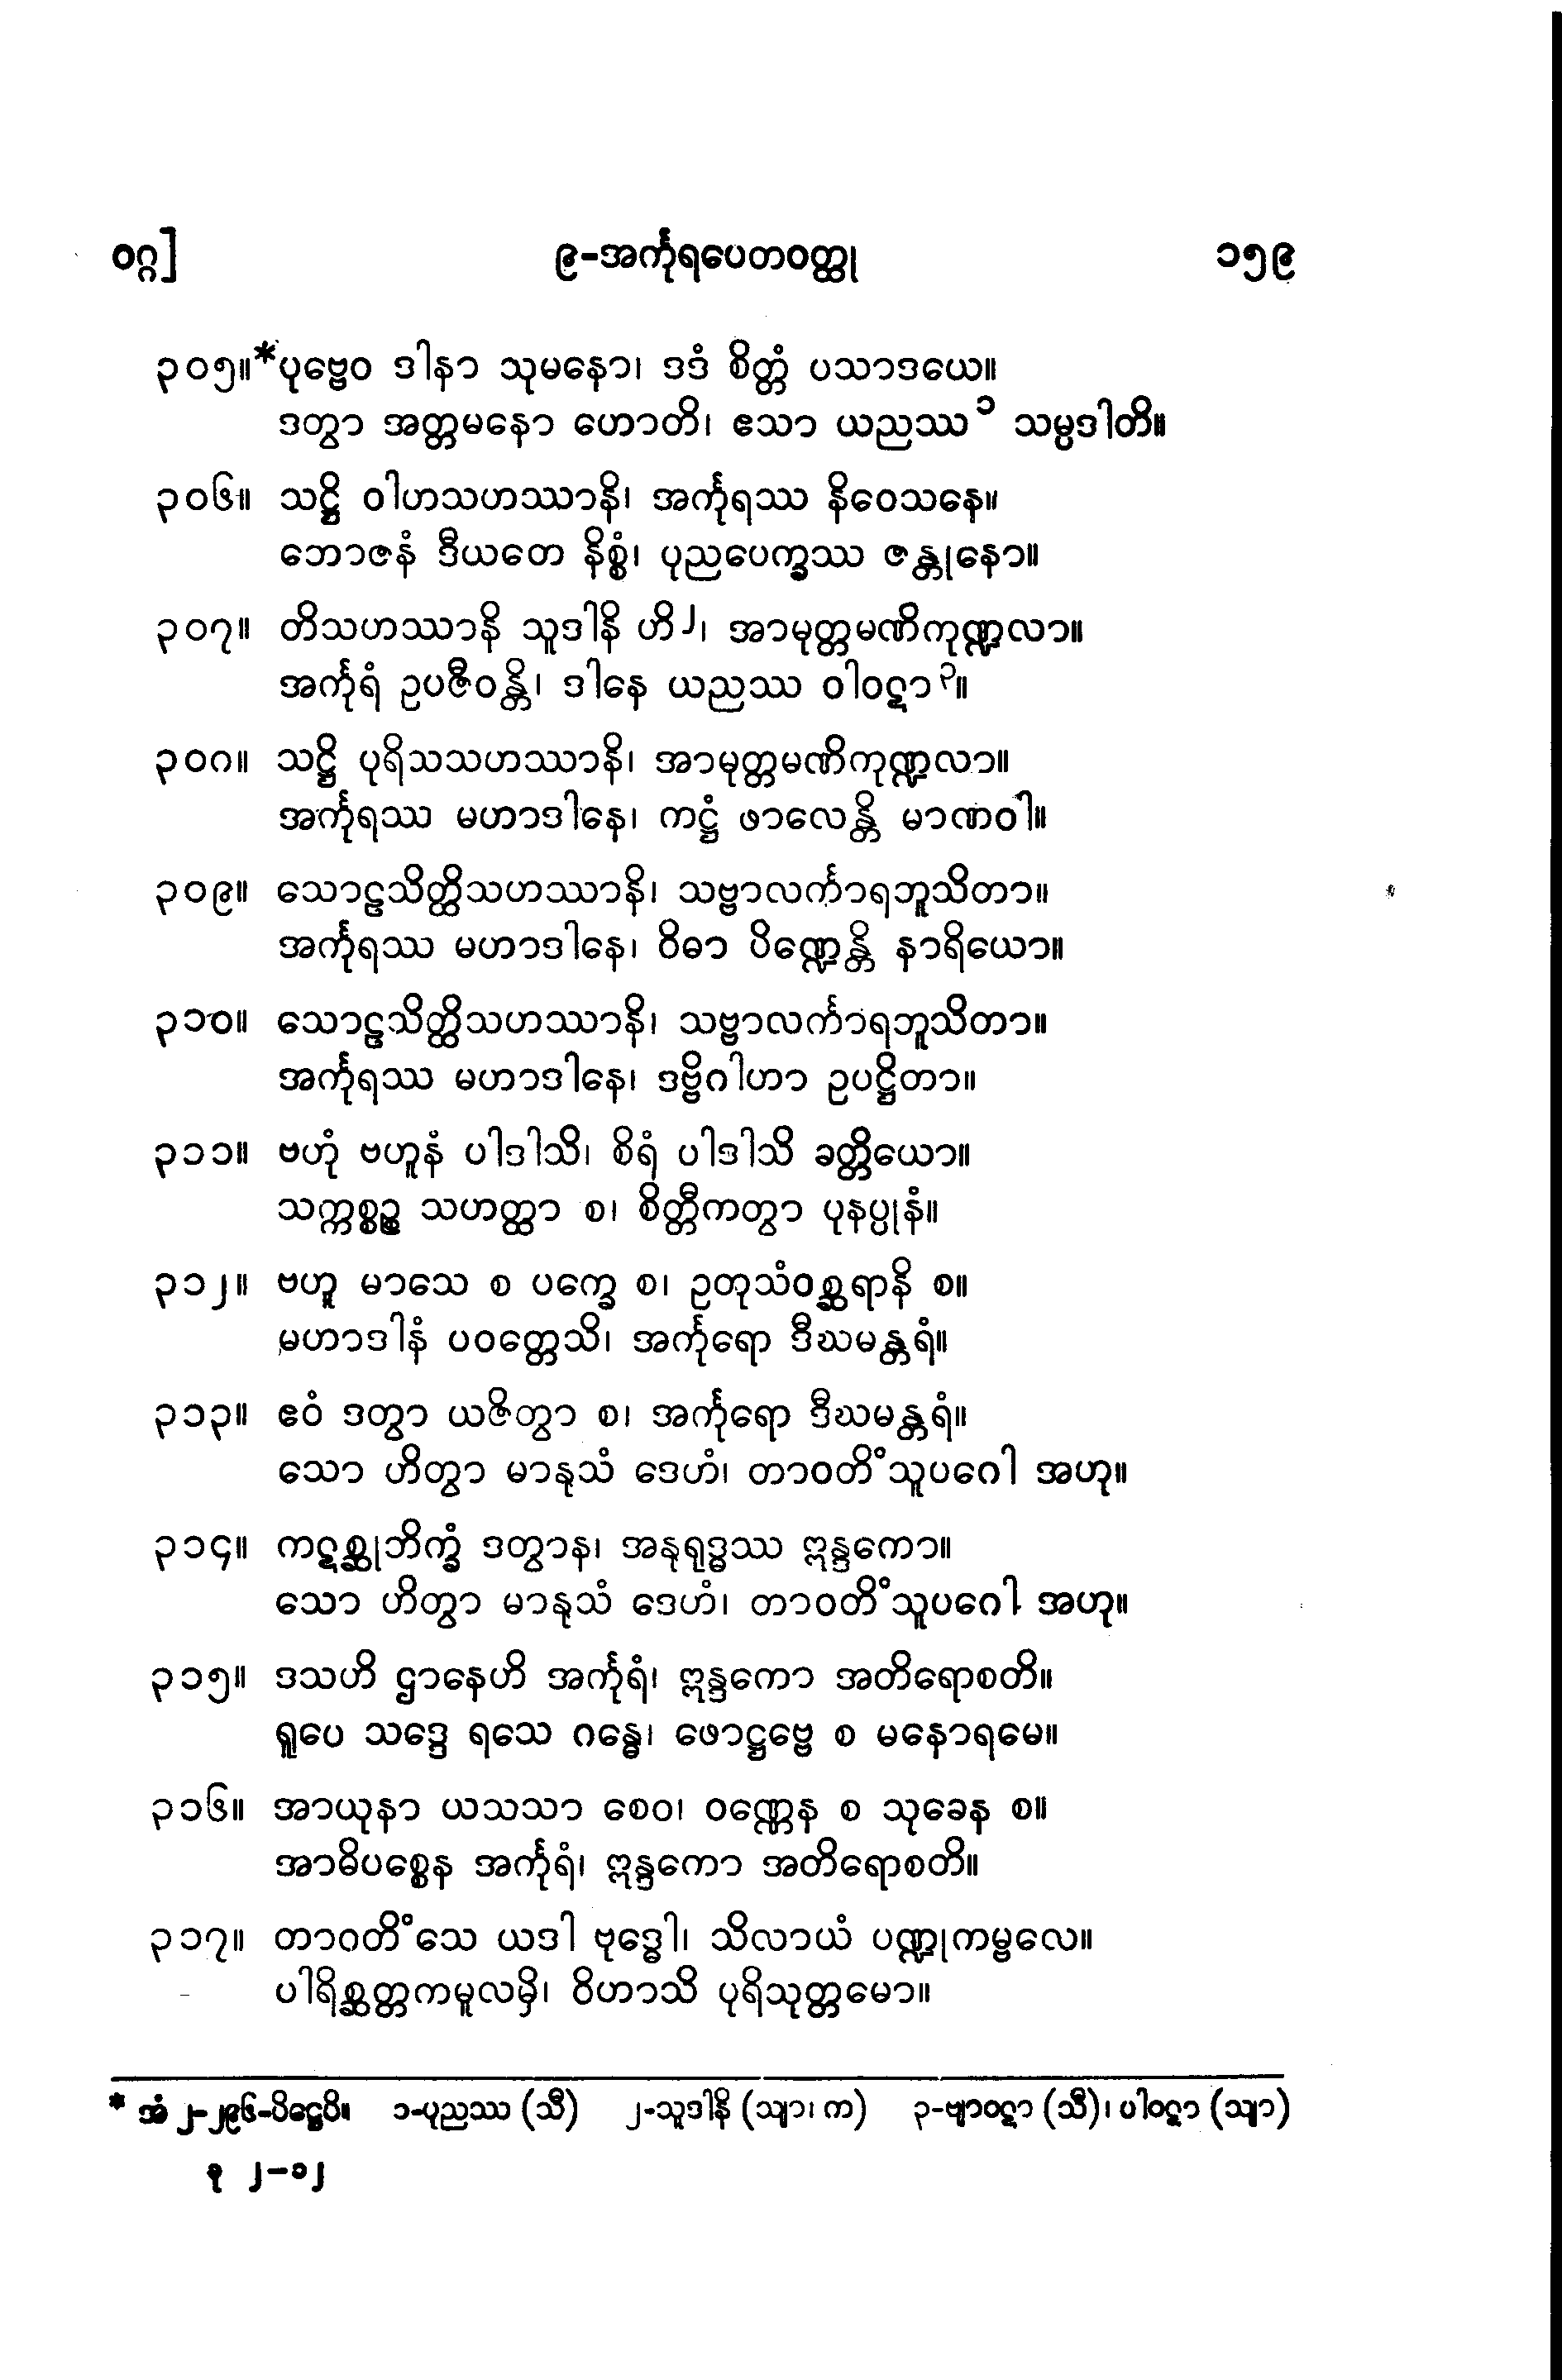 ဝဂ္ဂ] ၉-အင်္ကုရပေတဝတ္ထု ၁၅၉
၃၀၅။*ပုဗ္ဗေဝ ဒါနာ သုမနော၊ ဒဒံ စိတ္တံ ပသာဒယေ။
ဒတွာ အတ္တမနော ဟောတိ၊ ဧသာ ယညဿ၁ သမ္ပဒါတိ။
၃၀၆။ သဋ္ဌိ ဝါဟသဟဿာနိ၊ အင်္ကုရဿ နိဝေသနေ။
ဘောဇနံ ဒီယတေ နိစ္စံ၊ ပုညပေက္ခဿ ဇန္တုနော။
၃၀၇။ တိသဟဿာနိ သူဒါနိ ဟိ၂၊ အာမုတ္တမဏိကုဏ္ဍလာ။
အင်္ကုရံ ဥပဇီဝန္တိ၊ ဒါနေ ယညဿ ဝါဝဋာ၃။
၃၀၈။ သဋ္ဌိ ပုရိသသဟဿာနိ၊ အာမုတ္တမဏိကုဏ္ဍလာ။
အင်္ကုရဿ မဟာဒါနေ၊ ကဋ္ဌံ ဖာလေန္တိ မာဏဝါ။
၃၀၉။ သောဠသိတ္ထိသဟဿာနိ၊ သဗ္ဗာလင်္ကာရဘူသိတာ။
အင်္ကုရဿ မဟာဒါနေ၊ ဝိဓာ ပိဏ္ဍေန္တိ နာရိယော။
၃၁၀။ သောဠသိတ္ထိသဟဿာနိ၊ သဗ္ဗာလင်္ကာရဘူသိတာ။
အင်္ကုရဿ မဟာဒါနေ၊ ဒဗ္ဗိဂါဟာ ဥပဋ္ဌိတာ။
၃၁၁။ ဗဟုံ ဗဟူနံ ပါဒါသိ၊ စိရံ ပါဒါသိ ခတ္တိယော။
သက္ကစ္စဉ္စ သဟတ္ထာ စ၊ စိတ္တီကတွာ ပုနပ္ပုနံ။
၃၁၂။ ဗဟူ မာသေ စ ပက္ခေ စ၊ ဥတုသံဝစ္ဆရာနိ စ။
မဟာဒါနံ ပဝတ္တေသိ၊ အင်္ကုရော ဒီဃမန္တရံ။
၃၁၃။ ဧဝံ ဒတွာ ယဇိတွာ စ၊ အင်္ကုရော ဒီဃမန္တရံ။
သော ဟိတွာ မာနုသံ ဒေဟံ၊ တာဝတိံသူပဂေါ အဟု။
၃၁၄။ ကဋစ္ဆုဘိက္ခံ ဒတွာန၊ အနုရုဒ္ဓဿ ဣန္ဒကော။
သော ဟိတွာ မာနုသံ ဒေဟံ၊ တာဝတိံသူပဂေါ အဟု။
၃၁၅။ ဒသဟိ ဌာနေဟိ အင်္ကုရံ၊ ဣန္ဒကော အတိရောစတိ။
ရူပေ သဒ္ဒေ ရသေ ဂန္ဓေ၊ ဖောဋ္ဌဗ္ဗေ စ မနောရမေ။
၃၁၆။ အာယုနာ ယသသာ စေဝ၊ ဝဏ္ဏေန စ သုခေန စ။
အာဓိပစ္စေန အင်္ကုရံ၊ ဣန္ဒကော အတိရောစတိ။
၃၁၇။ တာဝတိံသေ ယဒါ ဗုဒ္ဓေါ၊ သိလာယံ ပဏ္ဍုကမ္ဗလေ။
ပါရိစ္ဆတ္တကမူလမှိ၊ ဝိဟာသိ ပုရိသုတ္တမော။
* အံ ၂-၂၉၆-ပိဋ္ဌေပိ။ ၁-ပုညဿ (သီ) ၂-သူဒါနိ (သျာ၊ က) ၃-ဗျာဝဋာ (သီ)၊ ပါဝဋာ (သျာ)
ခု ၂-၁၂